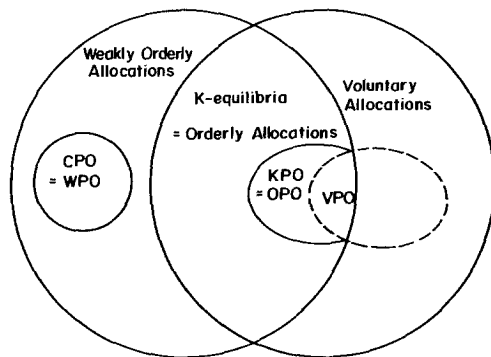 Weakly Orderly
Allocations
K-equilibria
= Orderly Allocations
Voluntary
Allocations
CPO
= WPO
KPO
= OPO
VPO